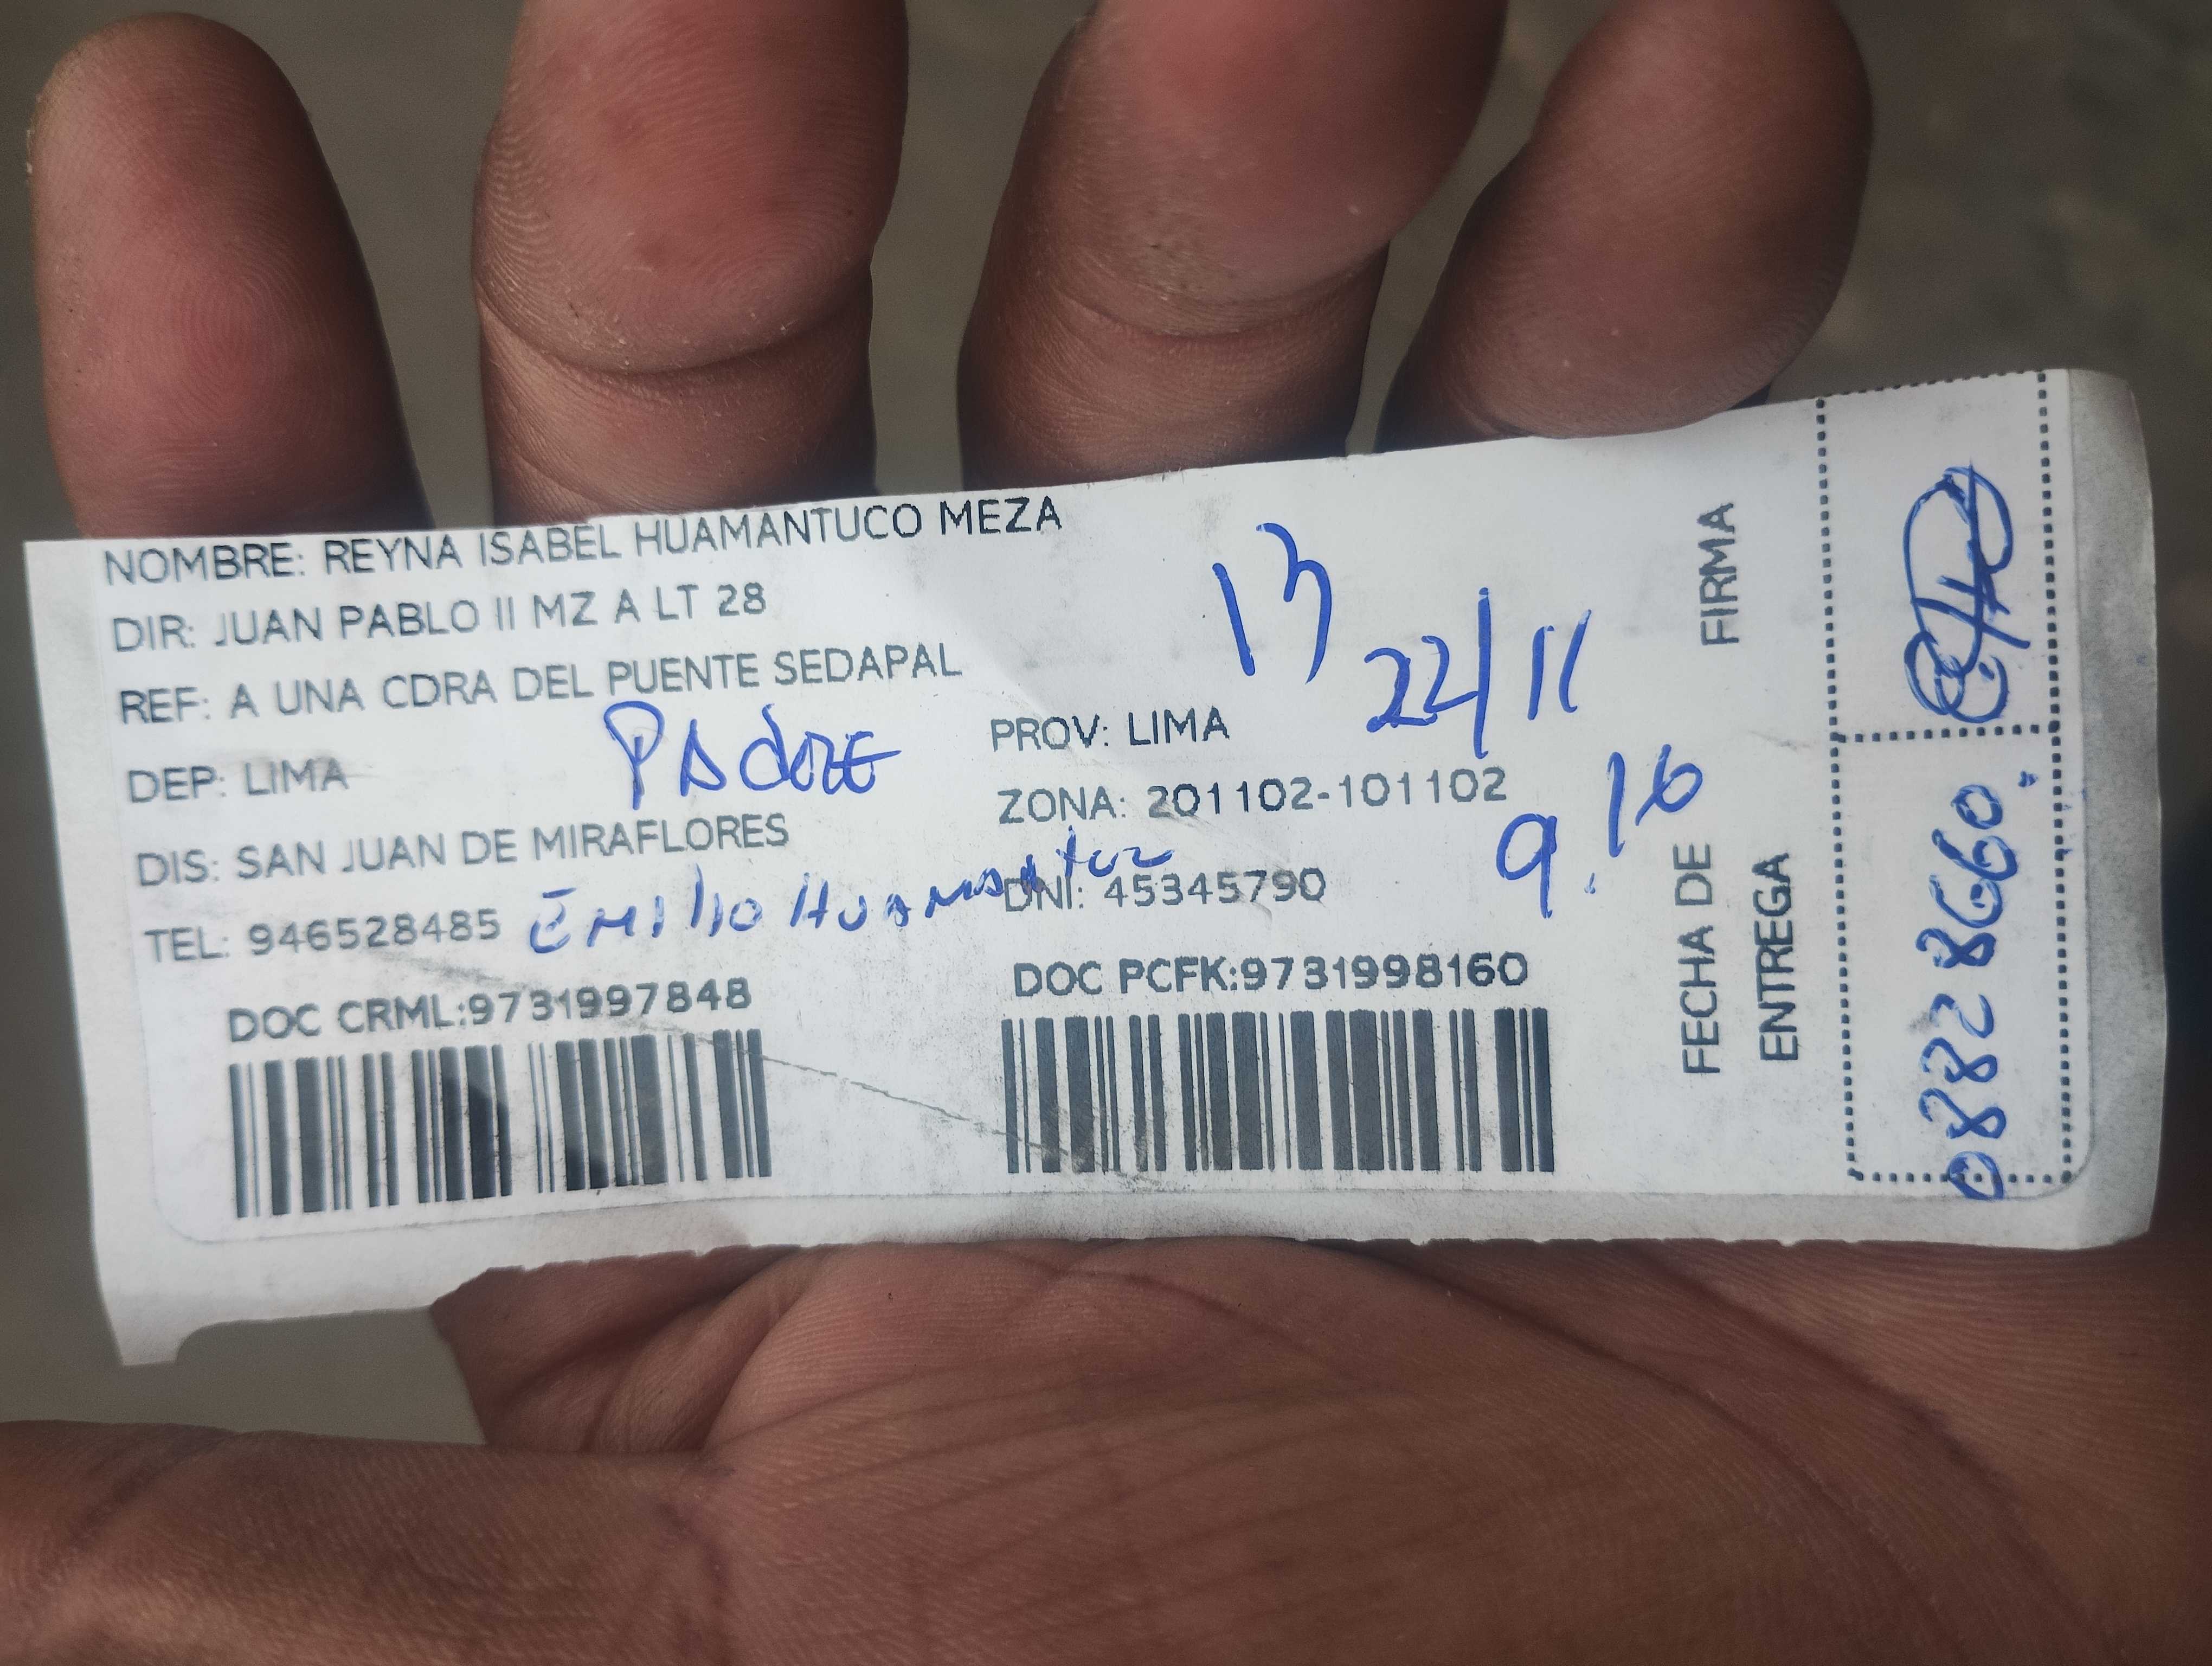 NOMBRE: REYNA ISABEL HUAMANTUCO MEZA
DIR: JUAN PABLO II MZ A LT 28
REF: A UNA CDRA DEL PUENTE SEDAPAL
DEP: LIMA
PADRE
PROV: LIMA
13
22/11
DIS: SAN JUAN DE MIRAFLORES
ZONA: 201102-101102
9:16
TEL: 946528485
Emilio
DNI: 45345790
DOC CRML:9731997848
DOC PCFK:9731998160
FIRMA
FECHA DE
ENTREGA
08828660